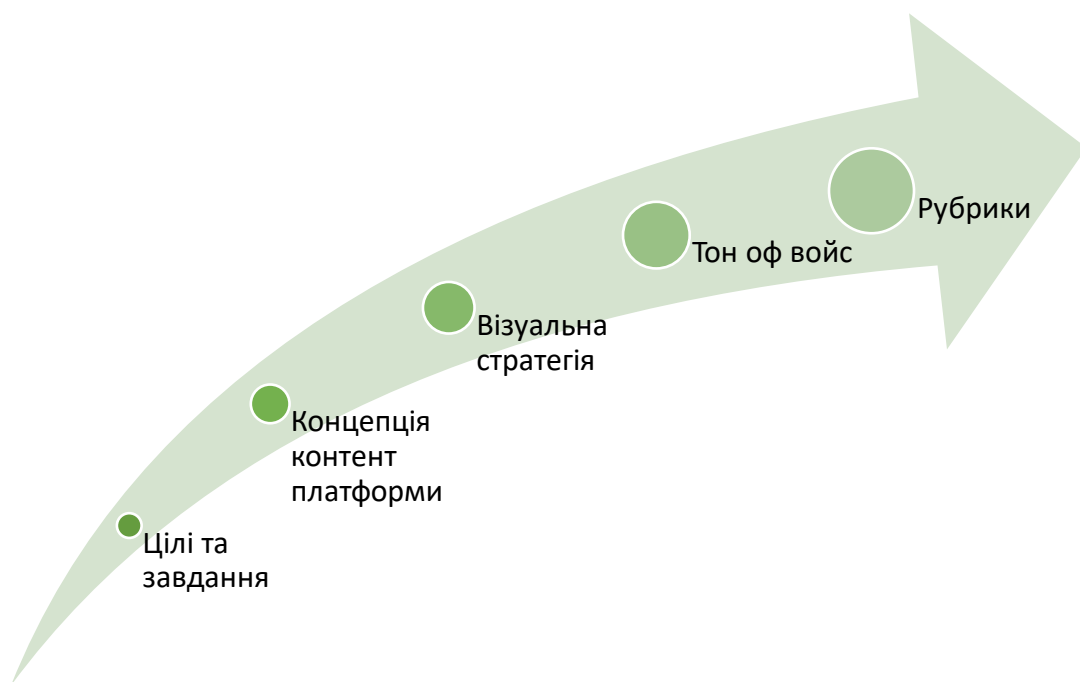 Цілі та
завдання
Концепція
контент
платформи
Візуальна
стратегія
Тон оф войс
Рубрики